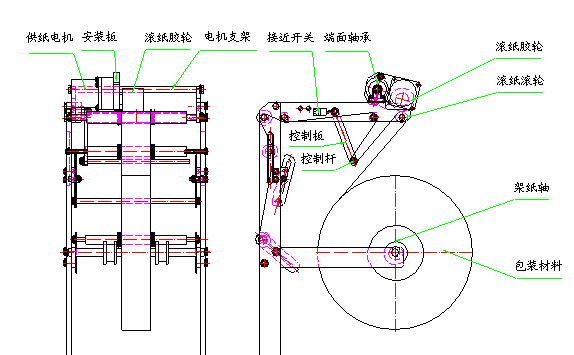 供纸电机
安装板
滚纸胶轮
电机支架
接近开关
端面轴承
滚纸胶轮
滚纸滚轮
控制板
控制杆
架纸轴
包装材料